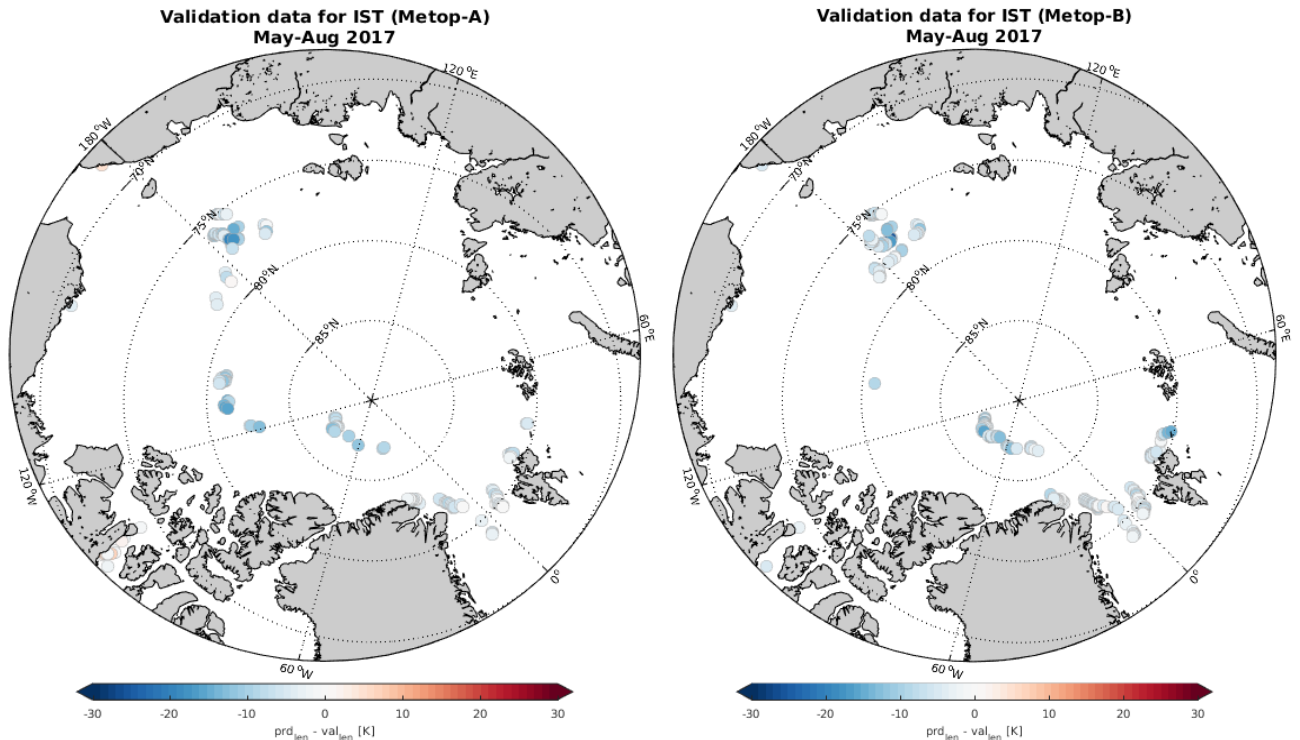 Validation data for IST (Metop-A)
May-Aug 2017
120°E
180°W
70°N
75°N
80°N
85°N
60°E
120°W
0°
60°W
-30 -20 -10 0 10 20 30
prd_len - val_len [K]
Validation data for IST (Metop-B)
May-Aug 2017
120°E
180°W
70°N
75°N
80°N
85°N
60°E
120°W
0°
60°W
-30 -20 -10 0 10 20 30
prd_len - val_len [K]